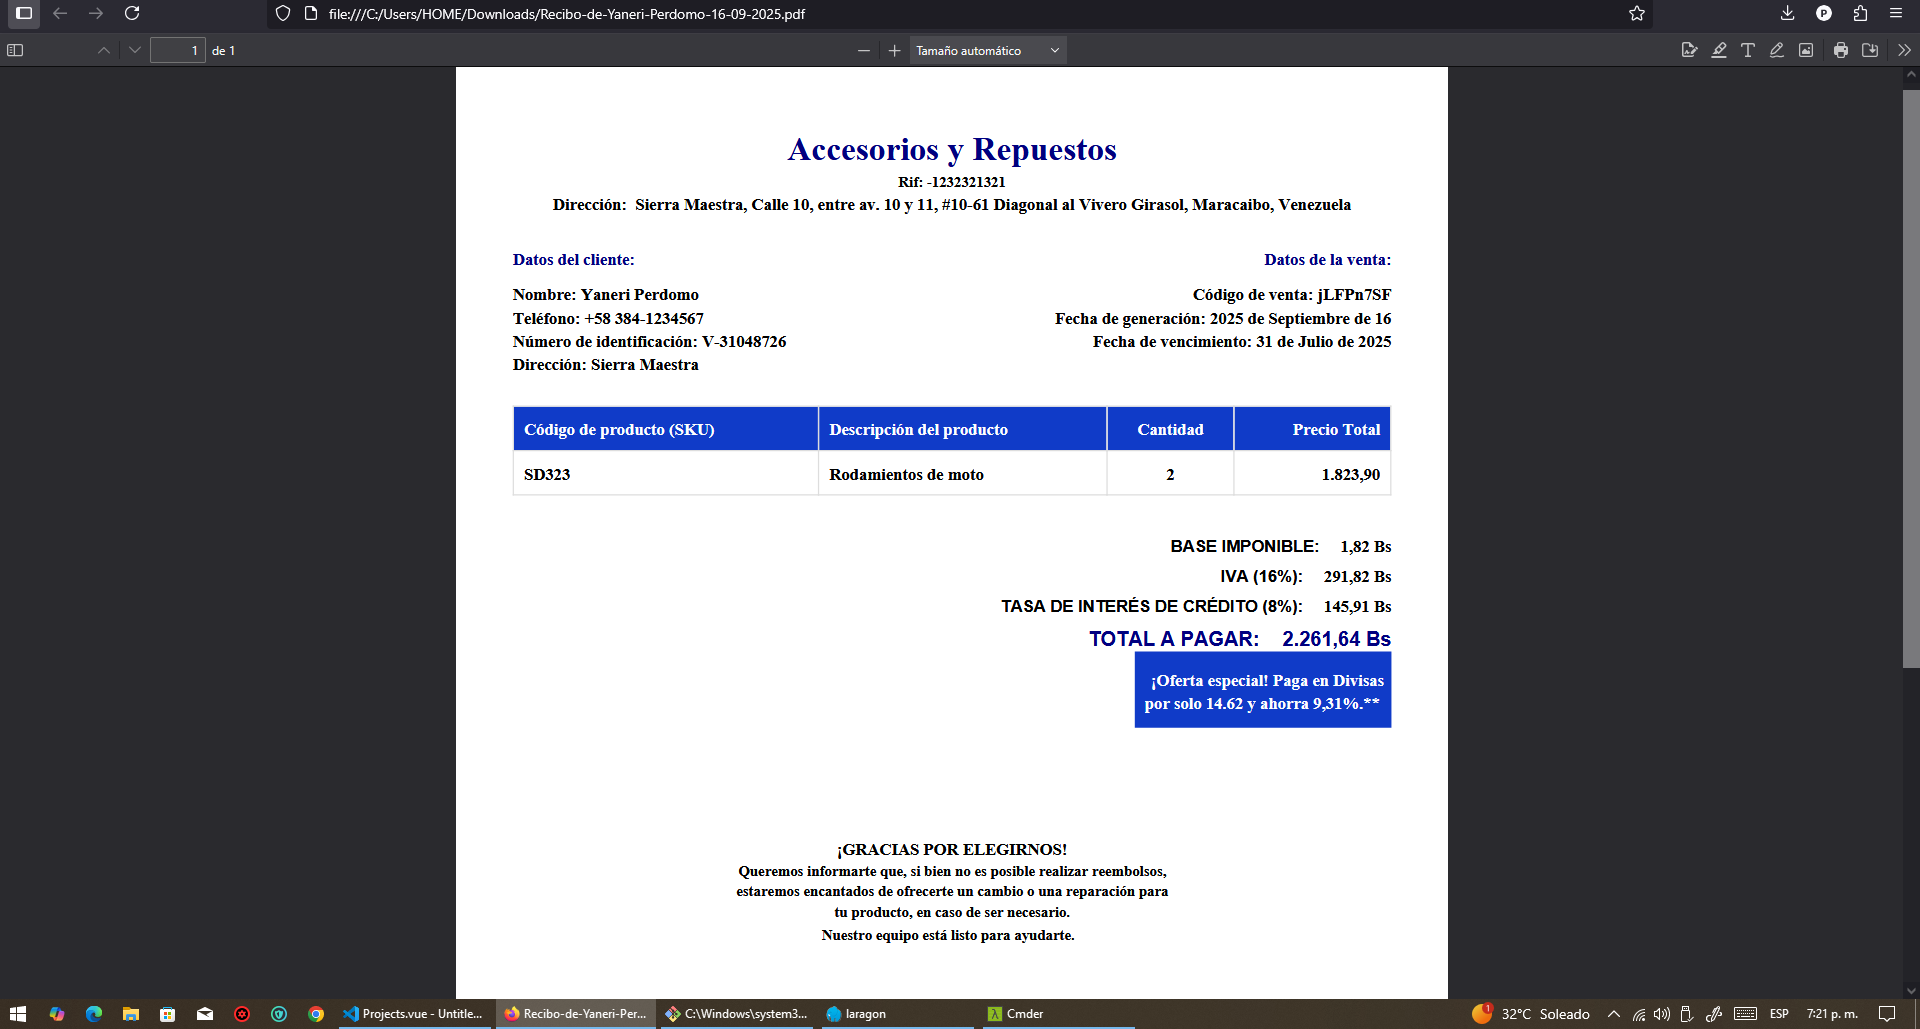 file:///C:/Users/HOME/Downloads/Recibo-de-Yaneri-Perdomo-16-09-2025.pdf
P
1 de 1
Tamaño automático
Accesorios y Repuestos
Rif: -1232321321
Dirección: Sierra Maestra, Calle 10, entre av. 10 y 11, #10-61 Diagonal al Vivero Girasol, Maracaibo, Venezuela
Datos del cliente: Datos de la venta:
Nombre: Yaneri Perdomo Código de venta: jLFPn7SF
Teléfono: +58 384-1234567 Fecha de generación: 2025 de Septiembre de 16
Número de identificación: V-31048726 Fecha de vencimiento: 31 de Julio de 2025
Dirección: Sierra Maestra
Código de producto (SKU) Descripción del producto Cantidad Precio Total
SD323 Rodamientos de moto 2 1.823,90
BASE IMPONIBLE: 1,82 Bs
IVA (16%): 291,82 Bs
TASA DE INTERÉS DE CRÉDITO (8%): 145,91 Bs
TOTAL A PAGAR: 2.261,64 Bs
¡Oferta especial! Paga en Divisas
por solo 14.62 y ahorra 9,31%.**
¡GRACIAS POR ELEGIRNOS!
Queremos informarte que, si bien no es posible realizar reembolsos,
estaremos encantados de ofrecerte un cambio o una reparación para
tu producto, en caso de ser necesario.
Nuestro equipo está listo para ayudarte.
Projects.vue - Untitle... Recibo-de-Yaneri-Per... C:\Windows\system3... laragon Cmder 1 32°C Soleado ESP 7:21 p. m.